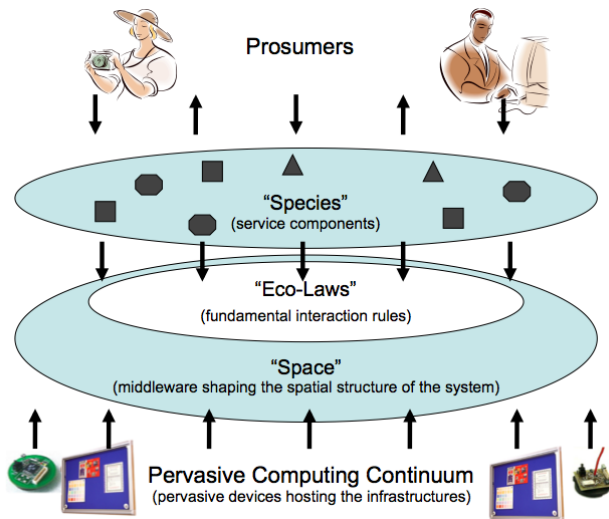 Prosumers
“Species”
(service components)
“Eco-Laws”
(fundamental interaction rules)
“Space”
(middleware shaping the spatial structure of the system)
Pervasive Computing Continuum
(pervasive devices hosting the infrastructures)